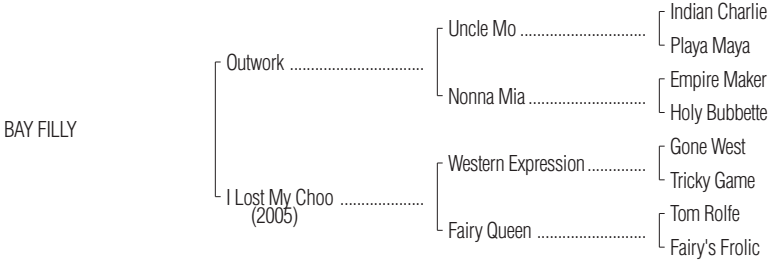 Indian Charlie
Uncle Mo ..............................
Playa Maya
Outwork ................................
Empire Maker
Nonna Mia ............................
Holy Bubbette
BAY FILLY
Gone West
Western Expression ..............
Tricky Game
I Lost My Choo ....................
(2005)
Tom Rolfe
Fairy Queen ..........................
Fairy's Frolic